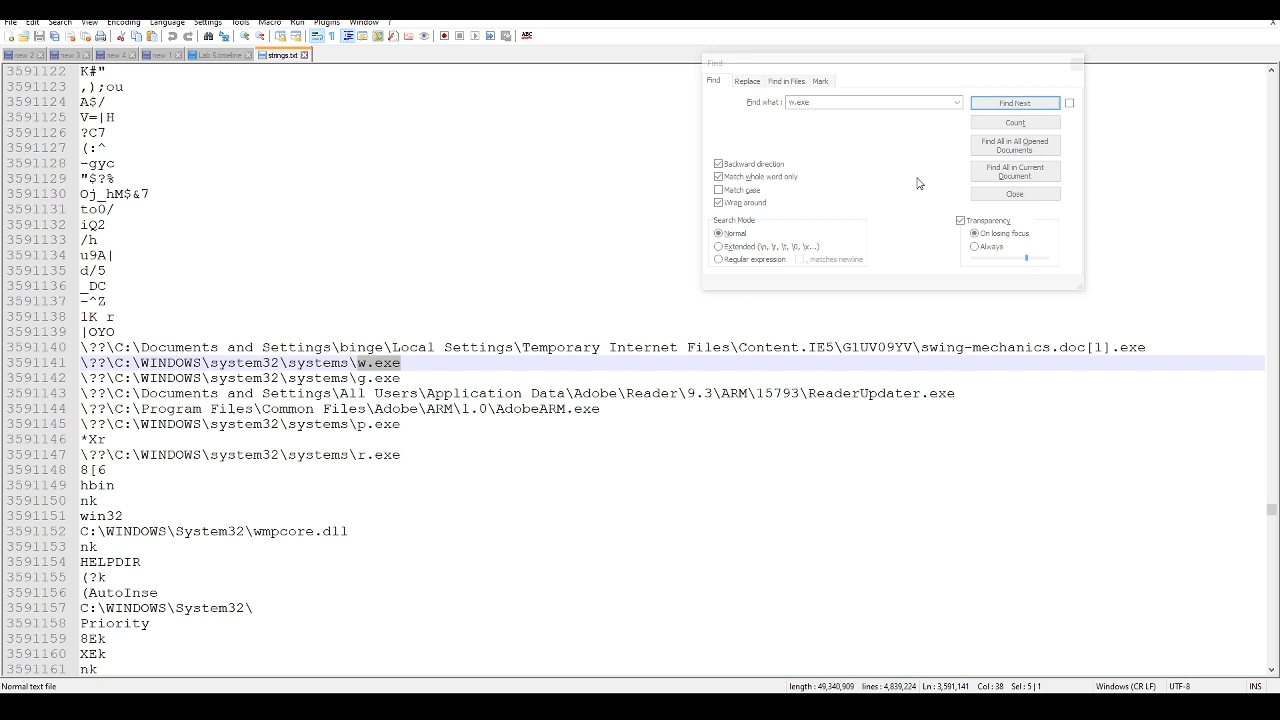 File Edit Search View Encoding Language Settings Tools Macro Run Plugins Window ?
new 2 new 3 new 4 new 1 Lab-6.timeline strings.txt
3591122 K#"
3591123 ,);ou
3591124 A$/
3591125 V=|H
3591126 ?C7
3591127 (:^
3591128 -gyc
3591129 "$?%
3591130 Oj_hM$&7
3591131 to0/
3591132 iQ2
3591133 /h
3591134 u9A|
3591135 d/5
3591136 _DC
3591137 -^Z
3591138 lK r
3591139 |OYO
3591140 \??\C:\Documents and Settings\binge\Local Settings\Temporary Internet Files\Content.IE5\G1UV09YV\swing-mechanics.doc[1].exe
3591141 \??\C:\WINDOWS\system32\systems\w.exe
3591142 \??\C:\WINDOWS\system32\systems\g.exe
3591143 \??\C:\Documents and Settings\All Users\Application Data\Adobe\Reader\9.3\ARM\15793\ReaderUpdater.exe
3591144 \??\C:\Program Files\Common Files\Adobe\ARM\1.0\AdobeARM.exe
3591145 \??\C:\WINDOWS\system32\systems\p.exe
3591146 *Xr
3591147 \??\C:\WINDOWS\system32\systems\r.exe
3591148 8[6
3591149 hbin
3591150 nk
3591151 win32
3591152 C:\WINDOWS\System32\wmpcore.dll
3591153 nk
3591154 HELPDIR
3591155 (?k
3591156 (AutoInse
3591157 C:\WINDOWS\System32\
3591158 Priority
3591159 8Ek
3591160 XEk
3591161 nk
Find
Find Replace Find in Files Mark
Find what : w.exe Find Next
Count
Find All in All Opened Documents
Find All in Current Document
Close
Backward direction
Match whole word only
Match case
Wrap around
Search Mode
Normal
Extended (\n, \r, \t, \0, \x...)
Regular expression . matches newline
Transparency
On losing focus
Always
Normal text file length : 49,340,909 lines : 4,839,224 Ln : 3,591,141 Col : 38 Sel : 5 | 1 Windows (CR LF) UTF-8 INS